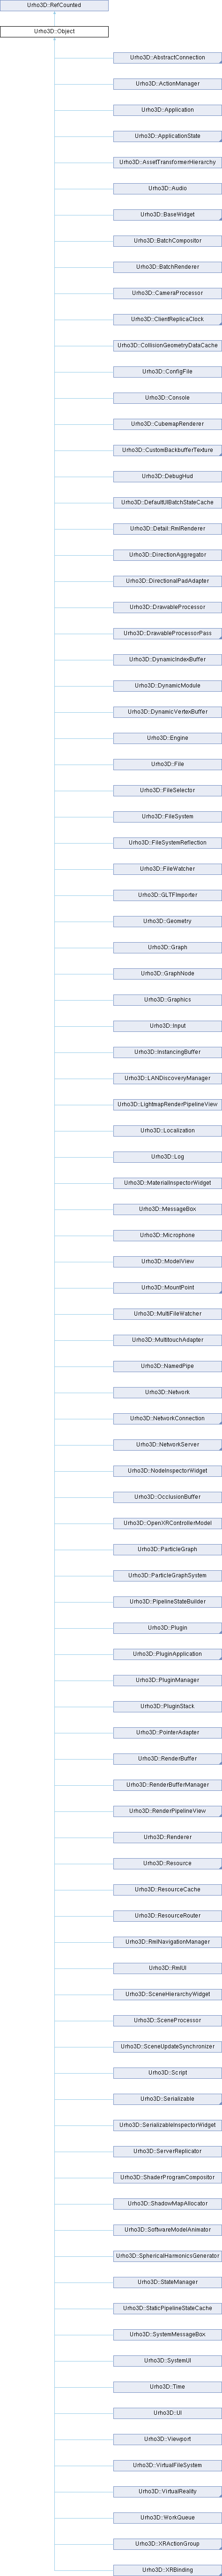 Urho3D::RefCounted
Urho3D::Object
Urho3D::AbstractConnection
Urho3D::ActionManager
Urho3D::Application
Urho3D::ApplicationState
Urho3D::AssetTransformerHierarchy
Urho3D::Audio
Urho3D::BaseWidget
Urho3D::BatchCompositor
Urho3D::BatchRenderer
Urho3D::CameraProcessor
Urho3D::ClientReplicaClock
Urho3D::CollisionGeometryDataCache
Urho3D::ConfigFile
Urho3D::Console
Urho3D::CubemapRenderer
Urho3D::CustomBackbufferTexture
Urho3D::DebugHud
Urho3D::DefaultUIBatchStateCache
Urho3D::Detail::RmlRenderer
Urho3D::DirectionAggregator
Urho3D::DirectionalPadAdapter
Urho3D::DrawableProcessor
Urho3D::DrawableProcessorPass
Urho3D::DynamicIndexBuffer
Urho3D::DynamicModule
Urho3D::DynamicVertexBuffer
Urho3D::Engine
Urho3D::File
Urho3D::FileSelector
Urho3D::FileSystem
Urho3D::FileSystemReflection
Urho3D::FileWatcher
Urho3D::GLTFImporter
Urho3D::Geometry
Urho3D::Graph
Urho3D::GraphNode
Urho3D::Graphics
Urho3D::Input
Urho3D::InstancingBuffer
Urho3D::LANDiscoveryManager
Urho3D::LightmapRenderPipelineView
Urho3D::Localization
Urho3D::Log
Urho3D::MaterialInspectorWidget
Urho3D::MessageBox
Urho3D::Microphone
Urho3D::ModelView
Urho3D::MountPoint
Urho3D::MultiFileWatcher
Urho3D::MultitouchAdapter
Urho3D::NamedPipe
Urho3D::Network
Urho3D::NetworkConnection
Urho3D::NetworkServer
Urho3D::NodeInspectorWidget
Urho3D::OcclusionBuffer
Urho3D::OpenXRControllerModel
Urho3D::ParticleGraph
Urho3D::ParticleGraphSystem
Urho3D::PipelineStateBuilder
Urho3D::Plugin
Urho3D::PluginApplication
Urho3D::PluginManager
Urho3D::PluginStack
Urho3D::PointerAdapter
Urho3D::RenderBuffer
Urho3D::RenderBufferManager
Urho3D::RenderPipelineView
Urho3D::Renderer
Urho3D::Resource
Urho3D::ResourceCache
Urho3D::ResourceRouter
Urho3D::RmlNavigationManager
Urho3D::RmlUI
Urho3D::SceneHierarchyWidget
Urho3D::SceneProcessor
Urho3D::SceneUpdateSynchronizer
Urho3D::Script
Urho3D::Serializable
Urho3D::SerializableInspectorWidget
Urho3D::ServerReplicator
Urho3D::ShaderProgramCompositor
Urho3D::ShadowMapAllocator
Urho3D::SoftwareModelAnimator
Urho3D::SphericalHarmonicsGenerator
Urho3D::StateManager
Urho3D::StaticPipelineStateCache
Urho3D::SystemMessageBox
Urho3D::SystemUI
Urho3D::Time
Urho3D::UI
Urho3D::Viewport
Urho3D::VirtualFileSystem
Urho3D::VirtualReality
Urho3D::WorkQueue
Urho3D::XRActionGroup
Urho3D::XRBinding